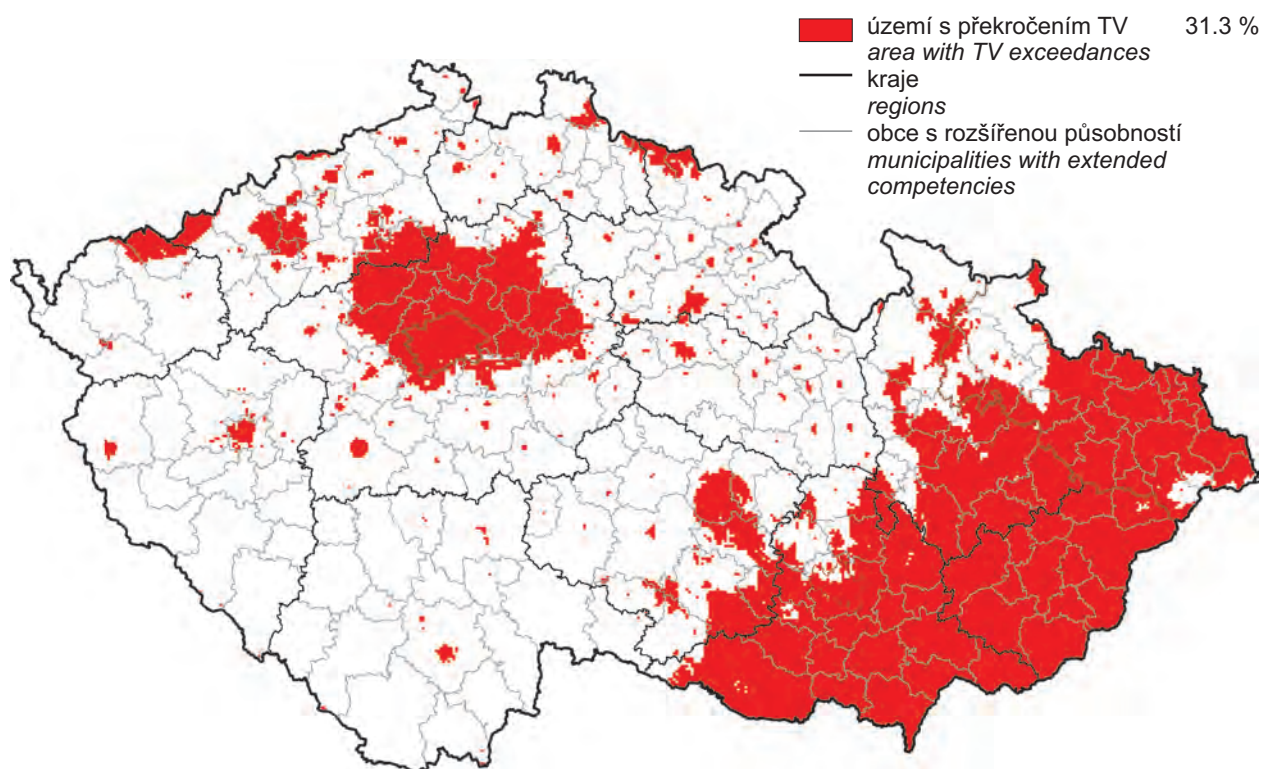 území s překročením TV 31.3 %
area with TV exceedances
kraje
regions
obce s rozšířenou působností
municipalities with extended
competencies